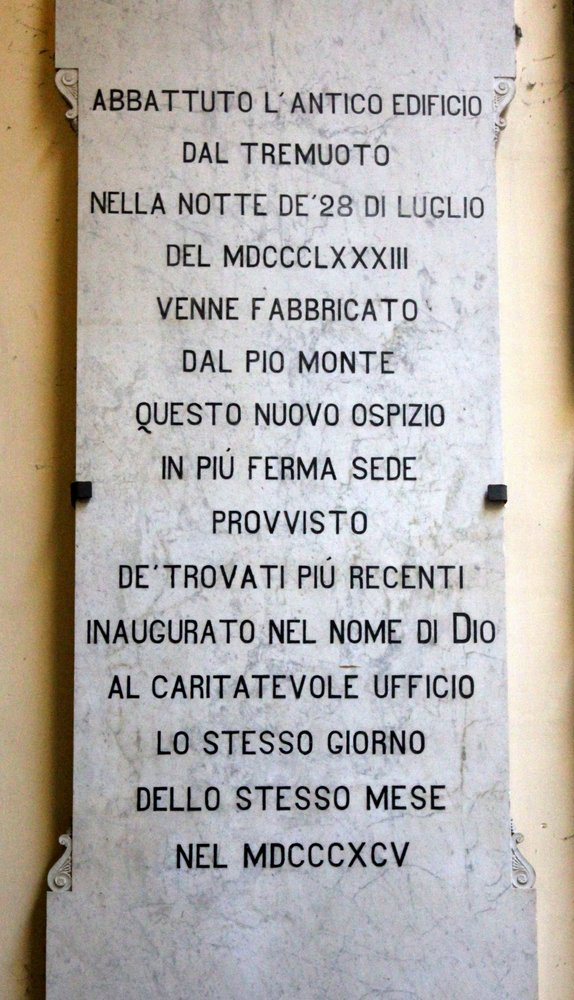 ABBATTUTO L'ANTICO EDIFICIO
DAL TREMUOTO
NELLA NOTTE DE'28 DI LUGLIO
DEL MDCCCLXXXIII
VENNE FABBRICATO
DAL PIO MONTE
QUESTO NUOVO OSPIZIO
IN PIÚ FERMA SEDE
PROVVISTO
DE'TROVATI PIÚ RECENTI
INAUGURATO NEL NOME DI DIO
AL CARITATEVOLE UFFICIO
LO STESSO GIORNO
DELLO STESSO MESE
NEL MDCCCXCV